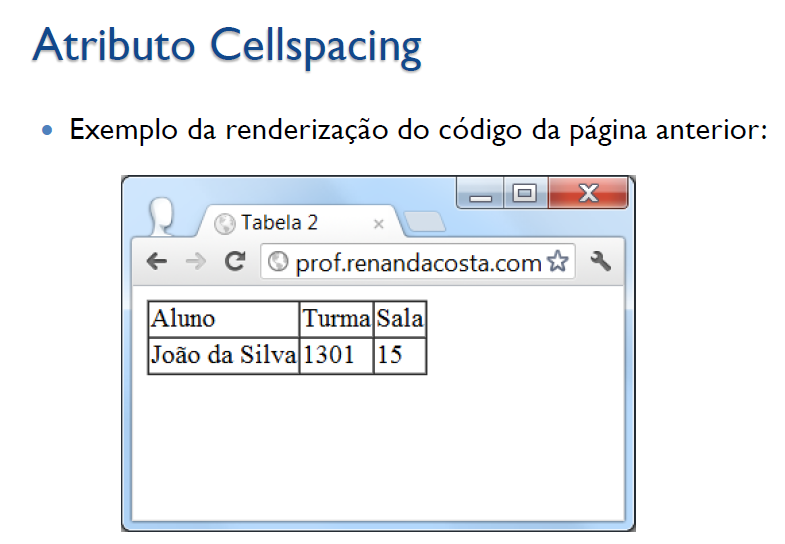 Atributo Cellspacing
• Exemplo da renderização do código da página anterior:
Tabela 2
prof.renandacosta.com
Aluno Turma Sala
João da Silva 1301 15